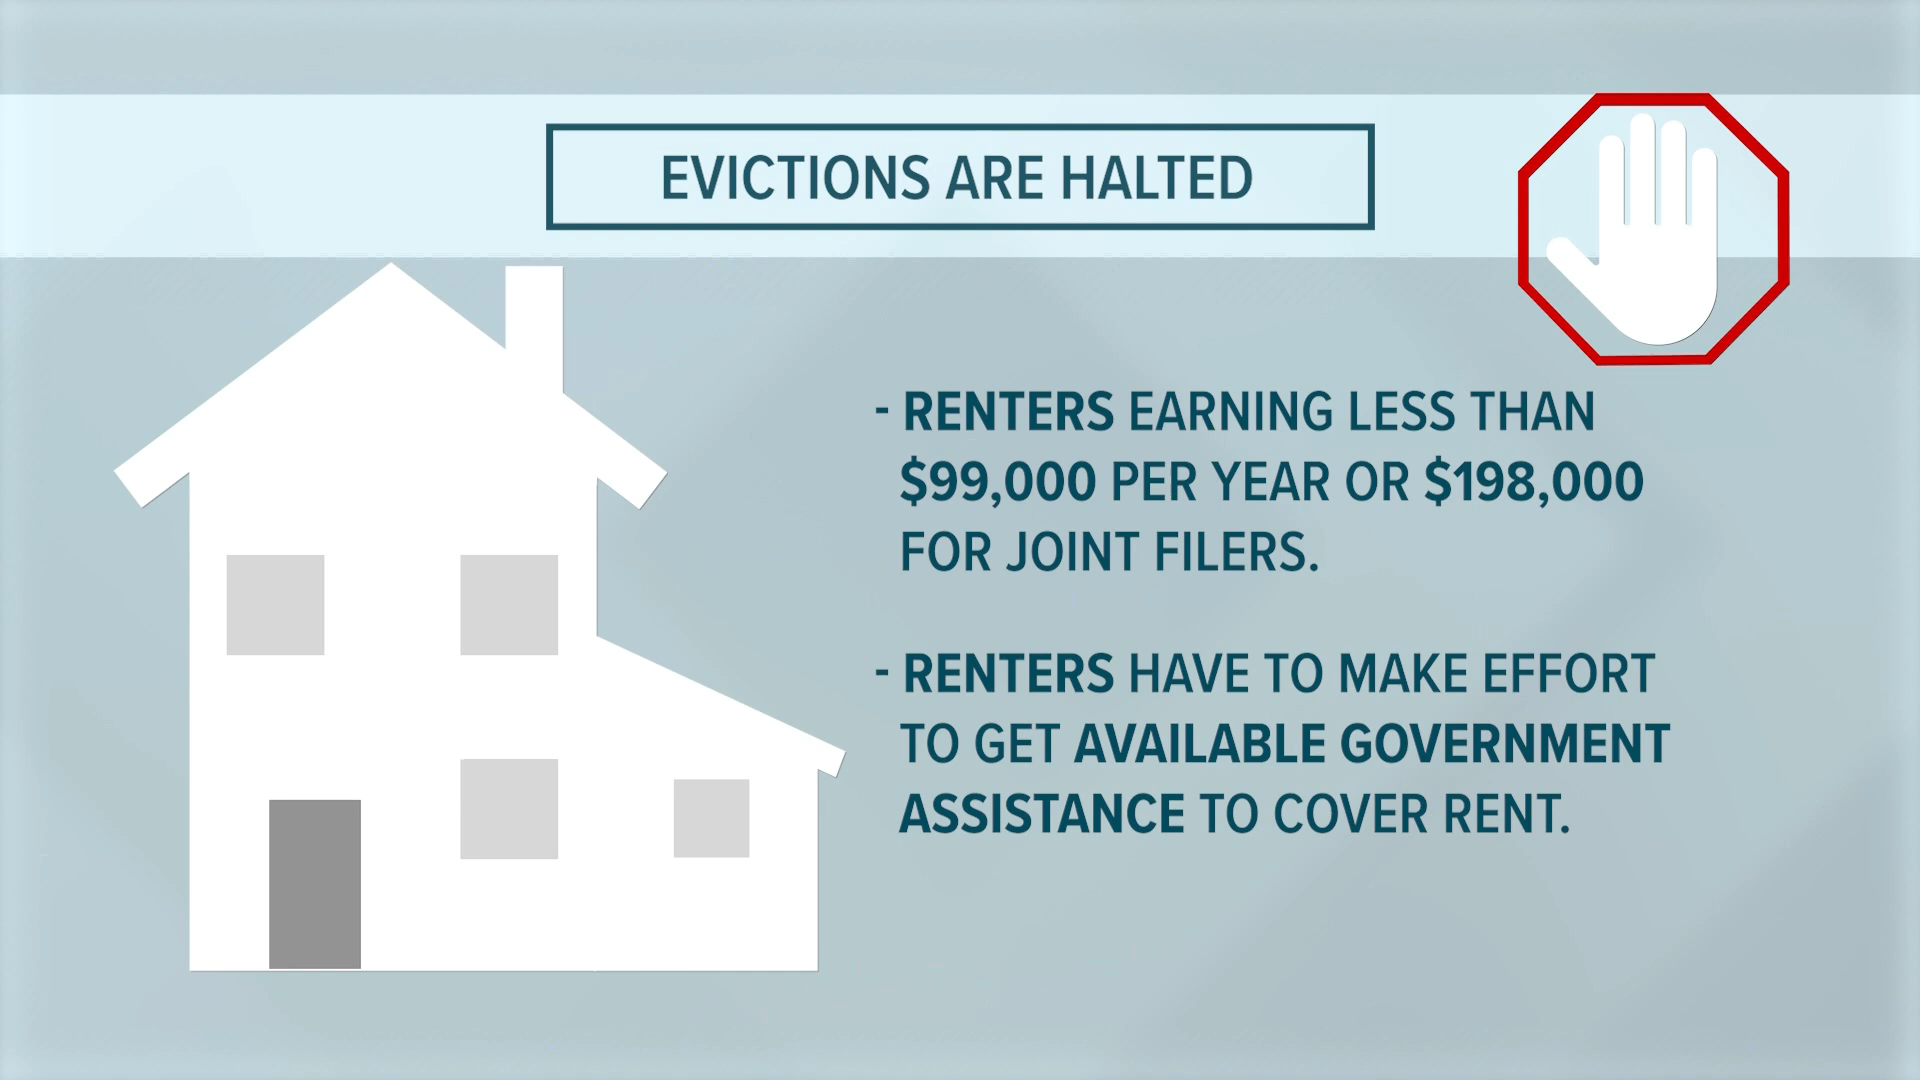 EVICTIONS ARE HALTED
- RENTERS EARNING LESS THAN
$99,000 PER YEAR OR $198,000
FOR JOINT FILERS.
- RENTERS HAVE TO MAKE EFFORT
TO GET AVAILABLE GOVERNMENT
ASSISTANCE TO COVER RENT.